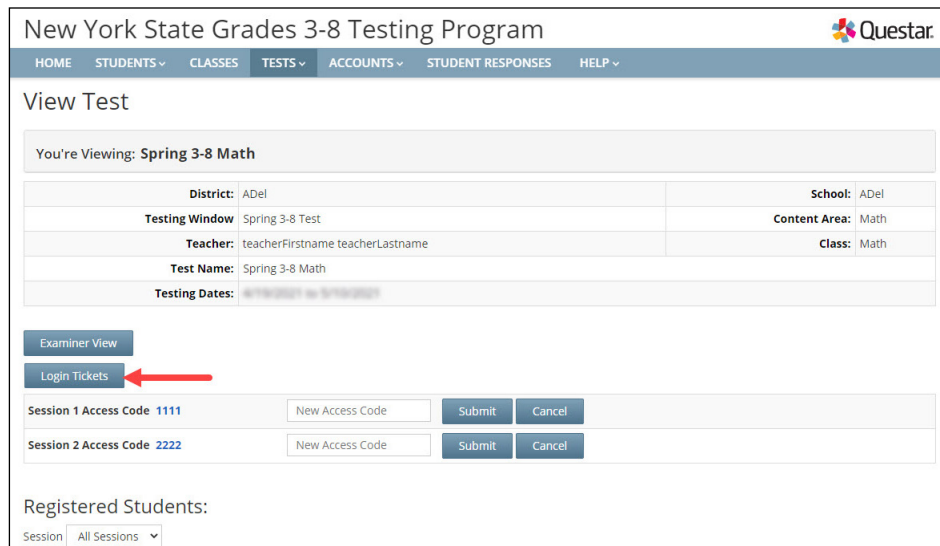 New York State Grades 3-8 Testing Program
Questar
HOME STUDENTS CLASSES TESTS ACCOUNTS STUDENT RESPONSES HELP
View Test
You're Viewing: Spring 3-8 Math
District: ADel School: ADel
Testing Window Spring 3-8 Test Content Area: Math
Teacher: teacherFirstname teacherLastname Class: Math
Test Name: Spring 3-8 Math
Testing Dates:
Examiner View
Login Tickets
Session 1 Access Code 1111 New Access Code Submit Cancel
Session 2 Access Code 2222 New Access Code Submit Cancel
Registered Students:
Session All Sessions